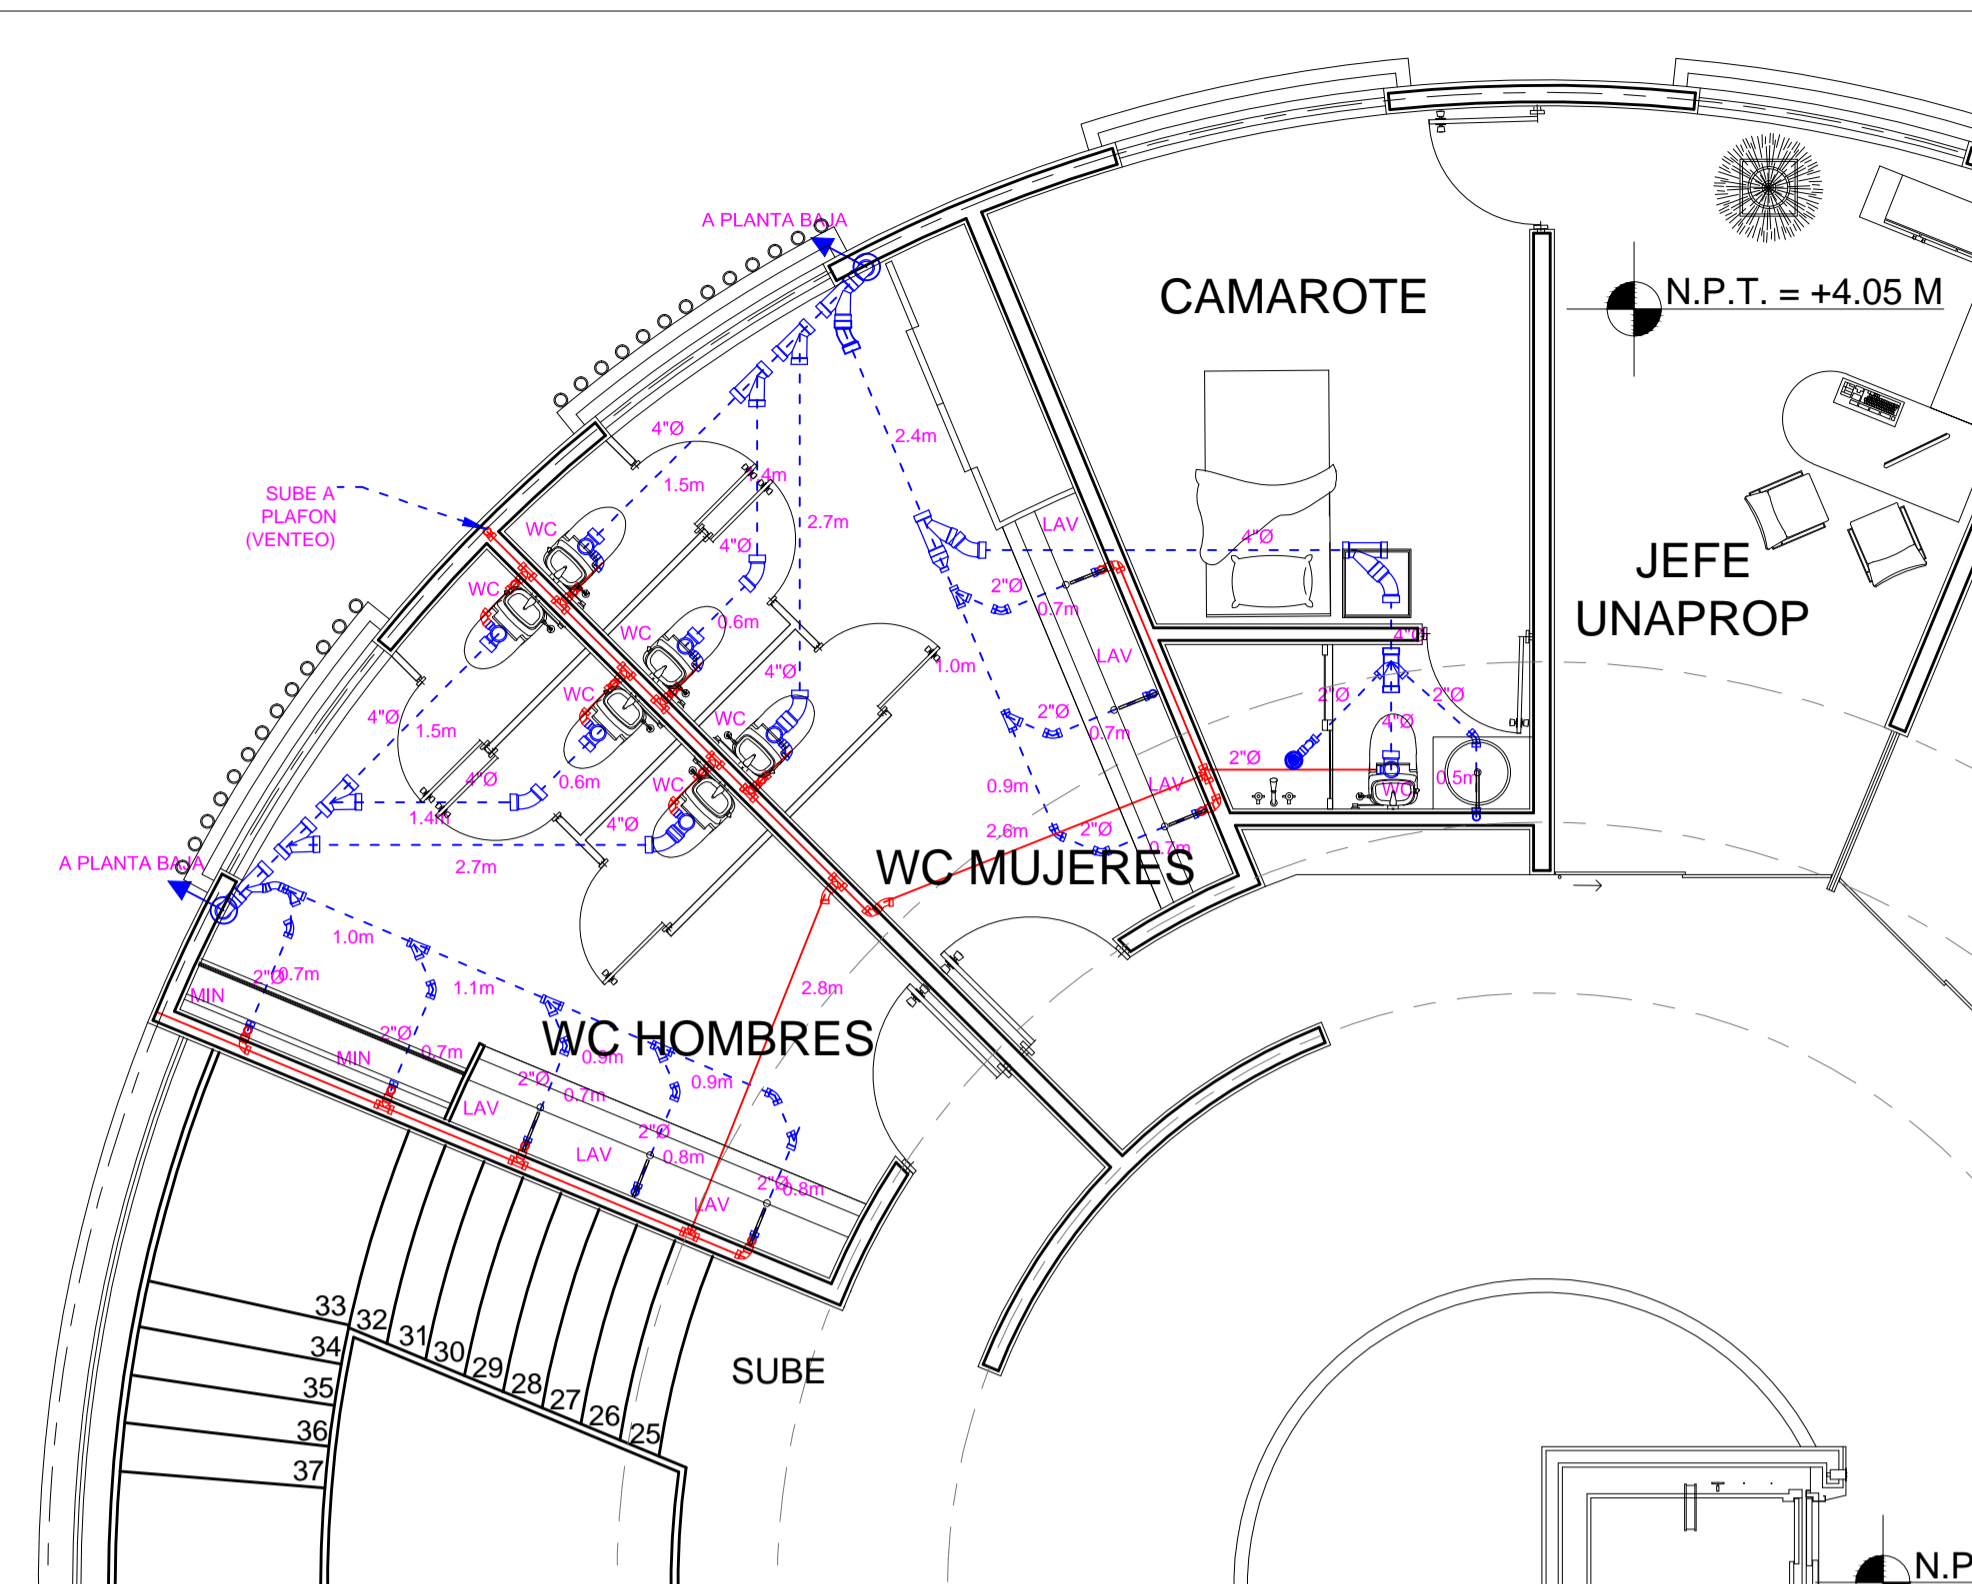 A PLANTA BAJA
CAMAROTE
N.P.T. = +4.05 M
4"Ø
2.4m
1.5m
1.4m
SUBE A
PLAFON
(VENTEO)
2.7m
WC
LAV
4"Ø
4"Ø
JEFE
UNAPROP
WC
2"Ø
0.7m
0.6m
WC
4"Ø
LAV
1.0m
4"Ø
WC
2"Ø
2"Ø
4"Ø
WC
2"Ø
4"Ø
1.5m
0.7m
2"Ø
4"Ø
0.6m
WC
0.9m
LAV
0.5m
WC
1.4m
4"Ø
2.6m
2"Ø
0.7m
A PLANTA BAJA
2.7m
WC MUJERES
1.0m
2"Ø
0.7m
1.1m
2.8m
MIN
2"Ø
WC HOMBRES
MIN
0.7m
0.9m
2"Ø
0.7m
0.9m
LAV
2"Ø
LAV
0.8m
2"Ø
0.8m
LAV
33
32
31
30
29
28
27
26
25
34
35
36
37
SUBE
N.P